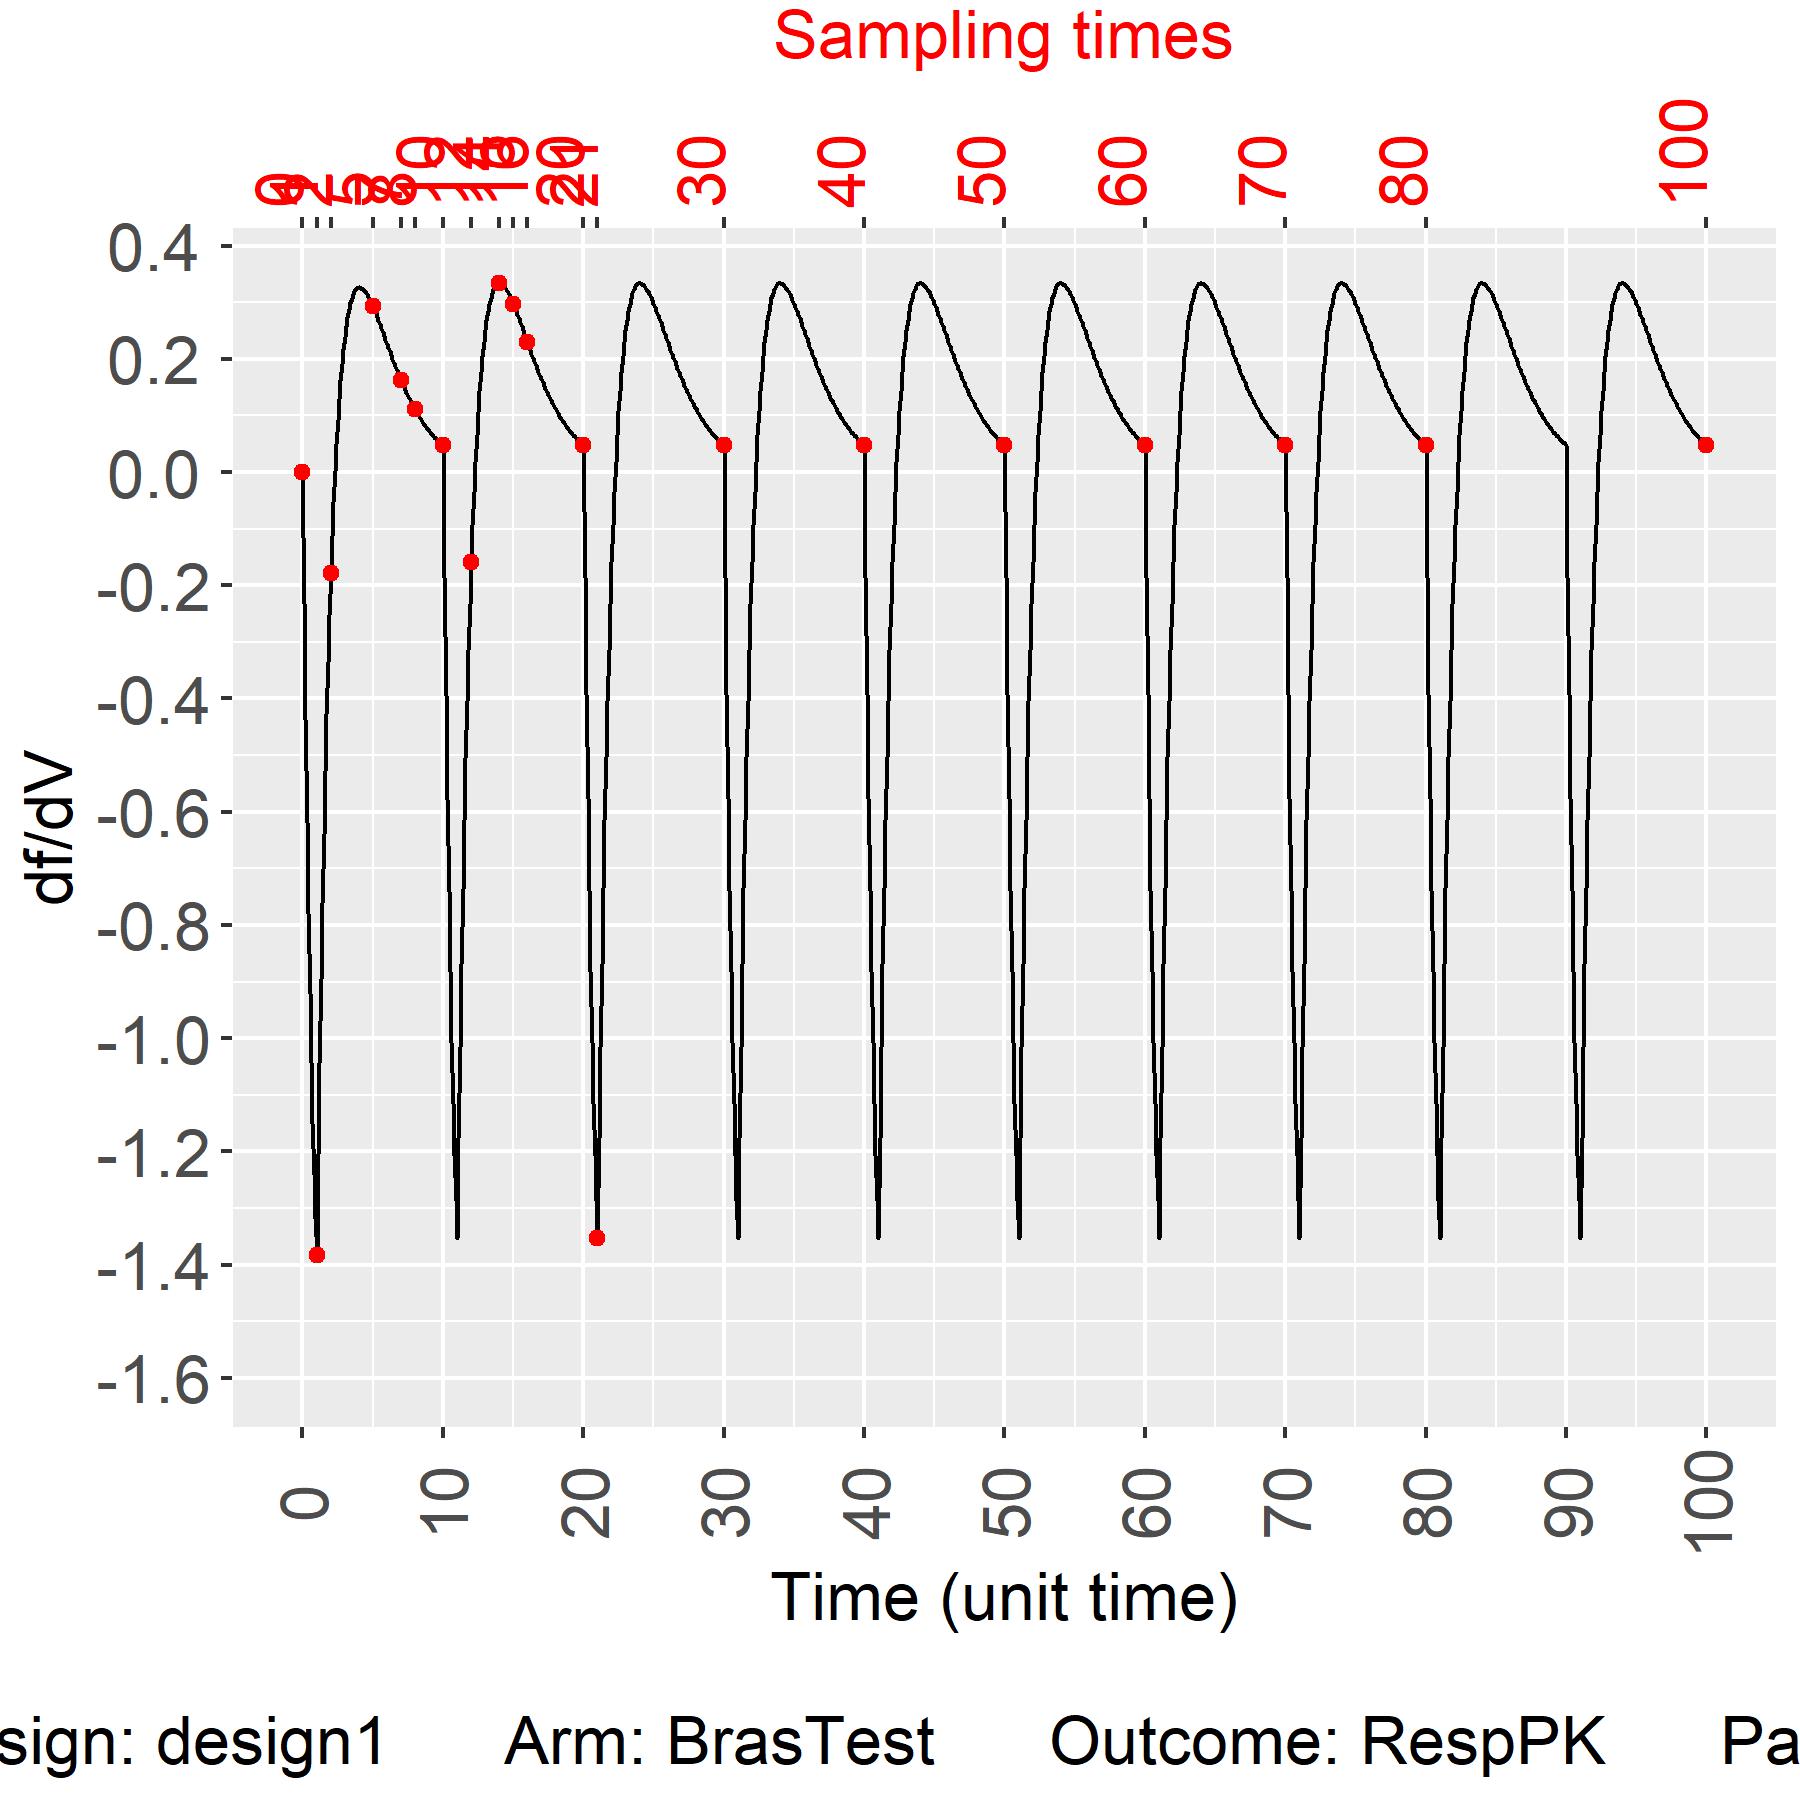 Sampling times
30 40 50 60 70 80 100
0.4
0.2
0.0
-0.2
-0.4
-0.6
-0.8
-1.0
-1.2
-1.4
-1.6
df/dV
0 10 20 30 40 50 60 70 80 90 100
Time (unit time)
sign: design1 Arm: BrasTest Outcome: RespPK Pa